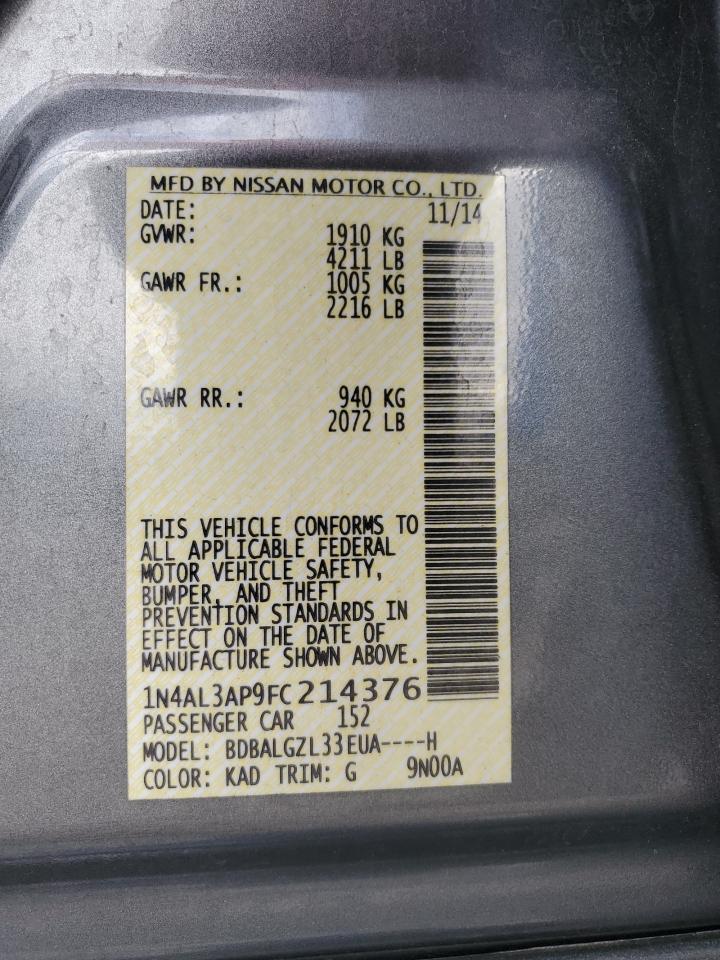 MFD BY NISSAN MOTOR CO., LTD.
DATE: 11/14
GVWR: 1910 KG
4211 LB
GAWR FR.: 1005 KG
2216 LB
GAWR RR.: 940 KG
2072 LB
THIS VEHICLE CONFORMS TO
ALL APPLICABLE FEDERAL
MOTOR VEHICLE SAFETY,
BUMPER, AND THEFT
PREVENTION STANDARDS IN
EFFECT ON THE DATE OF
MANUFACTURE SHOWN ABOVE.
1N4AL3AP9FC214376
PASSENGER CAR 152
MODEL: BDBALGZL33EUA----H
COLOR: KAD TRIM: G 9N00A